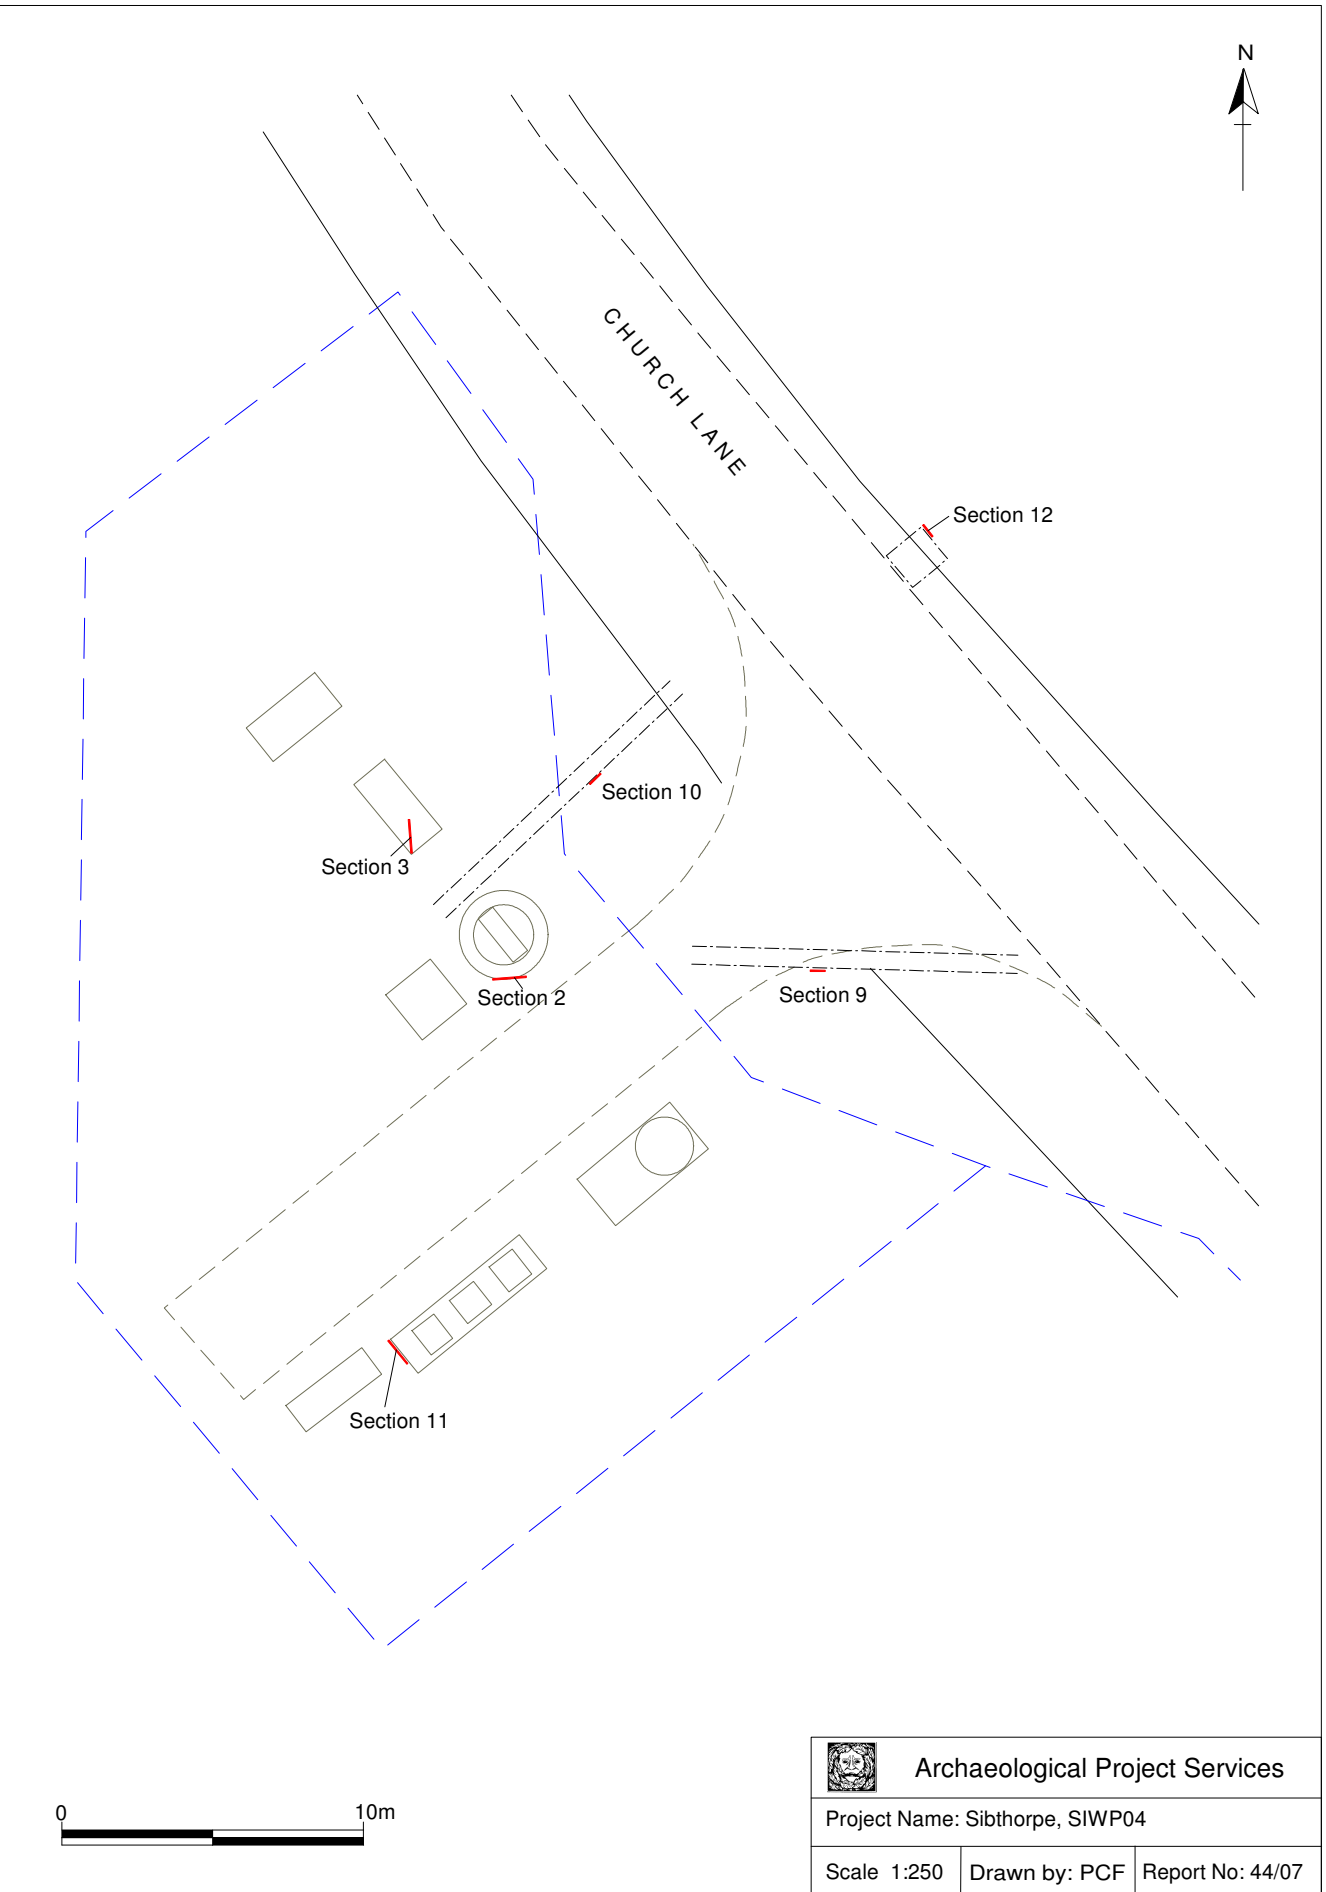 N
CHURCH LANE
Section 12
Section 10
Section 3
Section 2
Section 9
Section 11
0 10m
Archaeological Project Services
Project Name: Sibthorpe, SIWP04
Scale 1:250 Drawn by: PCF Report No: 44/07